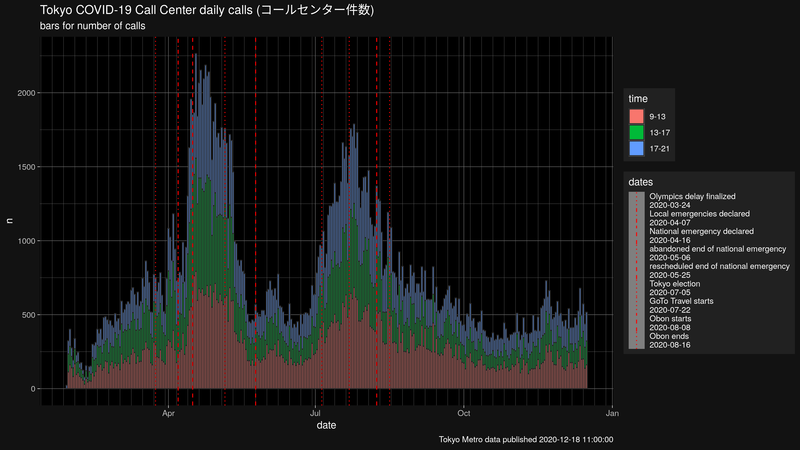 Tokyo COVID-19 Call Center daily calls (コールセンター件数)
bars for number of calls
n
2000
1500
1000
500
0
Apr
Jul
Oct
Jan
date
time
9-13
13-17
17-21
dates
Olympics delay finalized
2020-03-24
Local emergencies declared
2020-04-07
National emergency declared
2020-04-16
abandoned end of national emergency
2020-05-06
rescheduled end of national emergency
2020-05-25
Tokyo election
2020-07-05
GoTo Travel starts
2020-07-22
Obon starts
2020-08-08
Obon ends
2020-08-16
Tokyo Metro data published 2020-12-18 11:00:00